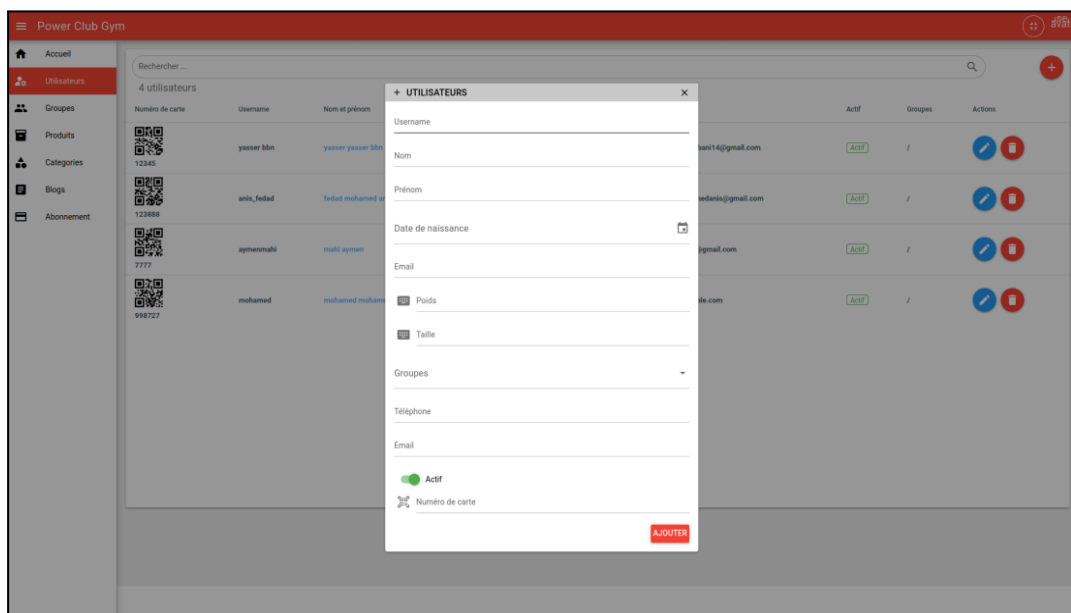 Power Club Gym
Accueil
Utilisateurs
Groupes
Produits
Categories
Blogs
Abonnement
Rechercher ...
4 utilisateurs
Numéro de carte Username Nom et prénom Actif Groupes Actions
12345 yasser bbn yasser yasser bbn bani14@gmail.com Actif /
123888 anis_fedad fedad mohamed nedanis@gmail.com Actif /
7777 aymenmahi mahi aymen @gmail.com Actif /
998727 mohamed mohamed ple.com Actif /
+ UTILISATEURS ×
Username
Nom
Prénom
Date de naissance
Email
Poids
Taille
Groupes
Téléphone
Email
Actif
Numéro de carte
AJOUTER